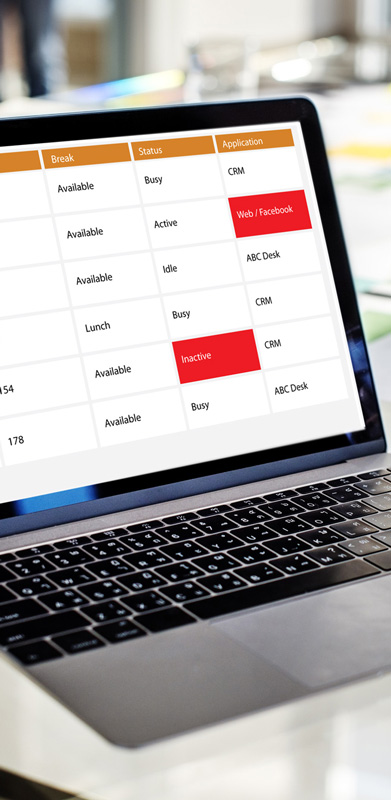 Break Status Application
Available Busy CRM
Available Active Web / Facebook
Available Idle ABC Desk
Lunch Busy CRM
154 Available Inactive CRM
178 Available Busy ABC Desk